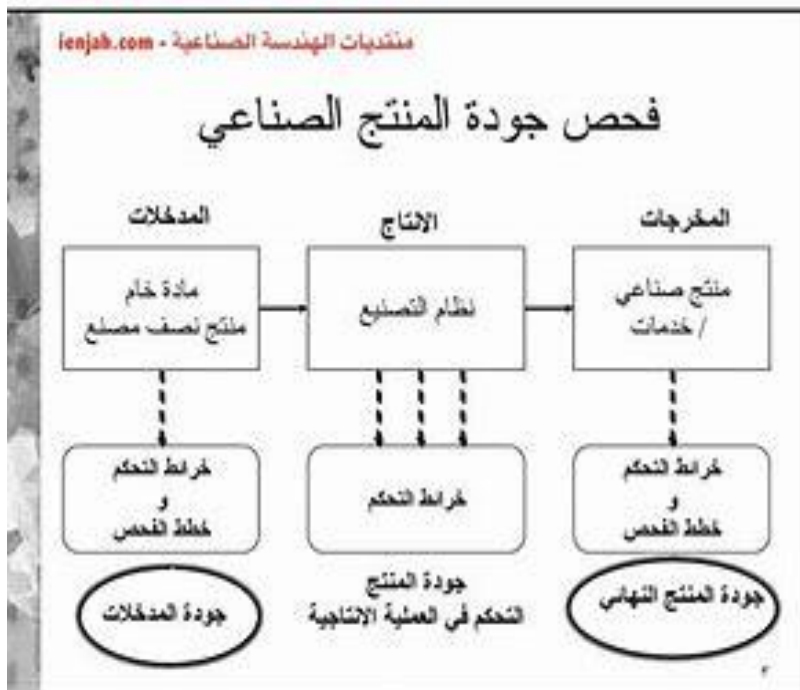 منتديات الهندسة الصناعية - ienjab.com
فحص جودة المنتج الصناعي
المدخلات
الانتاج
المخرجات
مادة خام
منتج نصف مصنع
نظام التصنيع
منتج صناعي
/ خدمات
خرائط التحكم
و
خطط الفحص
خرائط التحكم
خرائط التحكم
و
خطط الفحص
جودة المدخلات
جودة المنتج
التحكم في العملية الانتاجية
جودة المنتج النهائي
٢